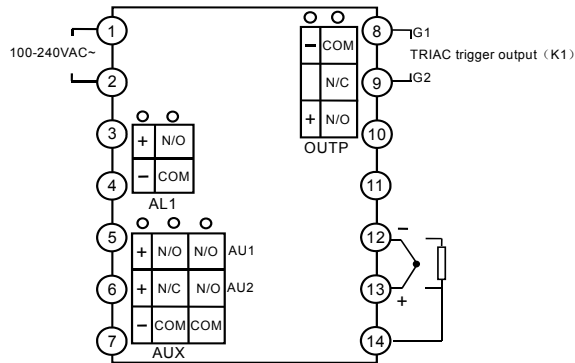 1
100-240VAC~
2
3
4
5
6
7
+ N/O
− COM
AL1
+ N/O N/O AU1
+ N/C N/O AU2
− COM COM
AUX
− COM
N/C
+ N/O
OUTP
8 G1
TRIAC trigger output（K1）
9 G2
10
11
12 −
13 +
14